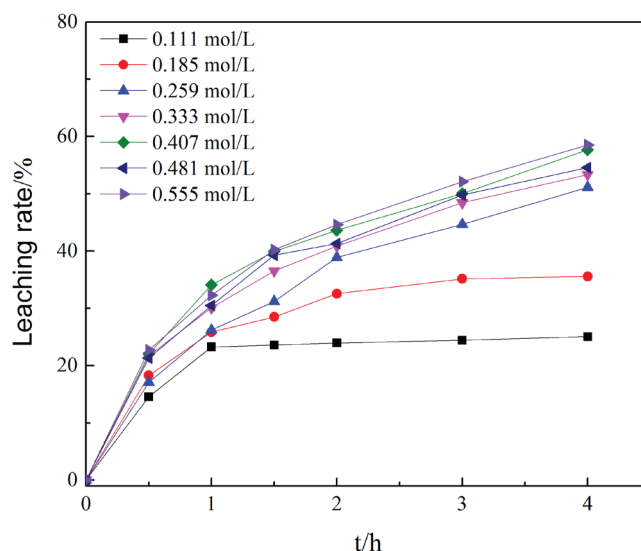 80
60
40
20
0
Leaching rate/%
0.111 mol/L
0.185 mol/L
0.259 mol/L
0.333 mol/L
0.407 mol/L
0.481 mol/L
0.555 mol/L
0 1 2 3 4
t/h